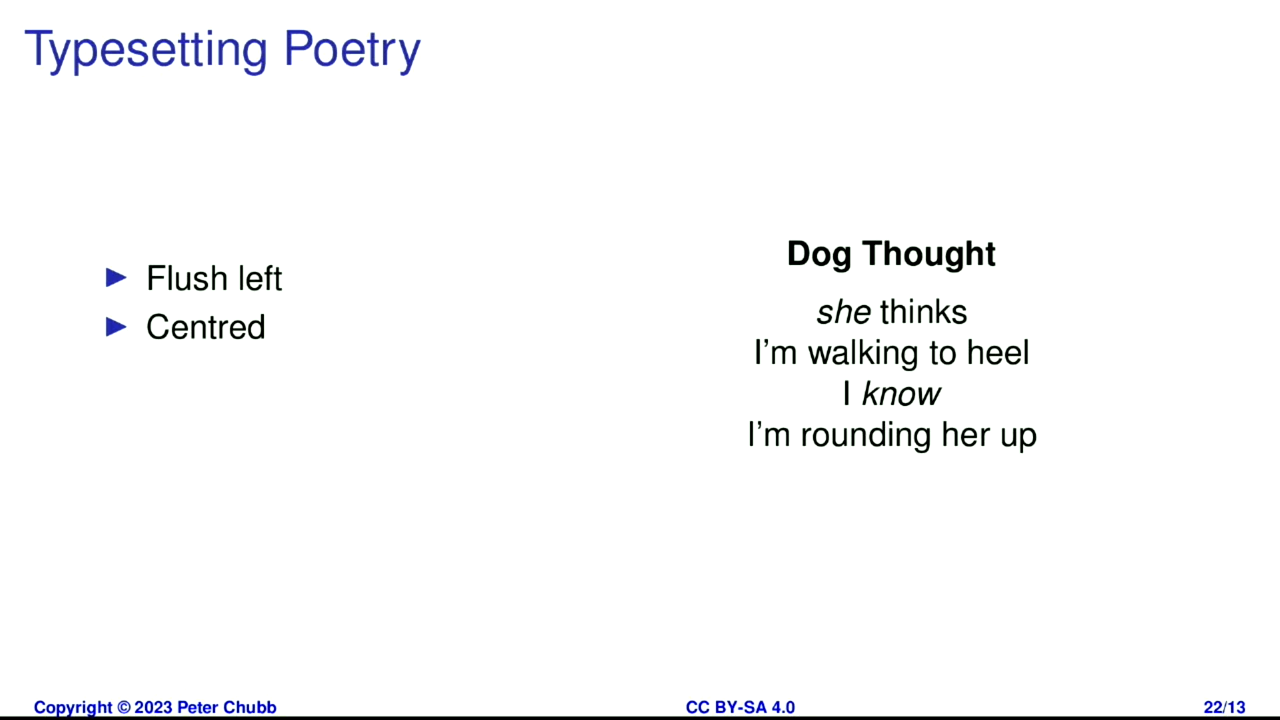 Typesetting Poetry
Flush left
Centred
Dog Thought
she thinks
I'm walking to heel
I know
I'm rounding her up
Copyright © 2023 Peter Chubb
CC BY-SA 4.0
22/13